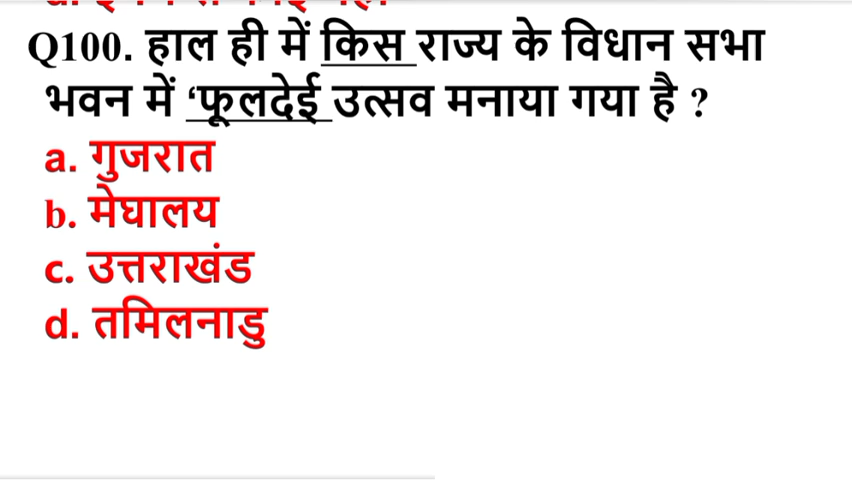 Q100. हाल ही में किस राज्य के विधान सभा
भवन में ‘फूलदेई उत्सव मनाया गया है ?
a. गुजरात
b. मेघालय
c. उत्तराखंड
d. तमिलनाडु